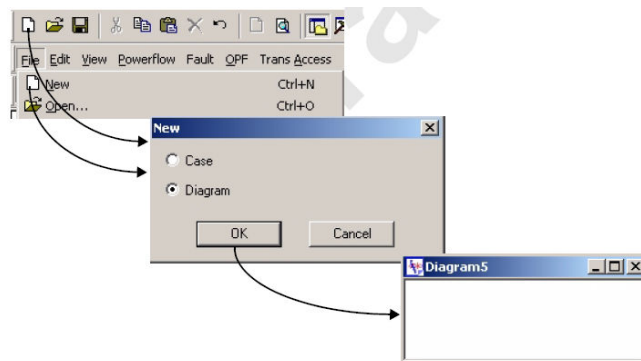 File Edit View Powerflow Fault OPF Trans Access
New Ctrl+N
Open... Ctrl+O
New
Case
Diagram
OK Cancel
Diagram5